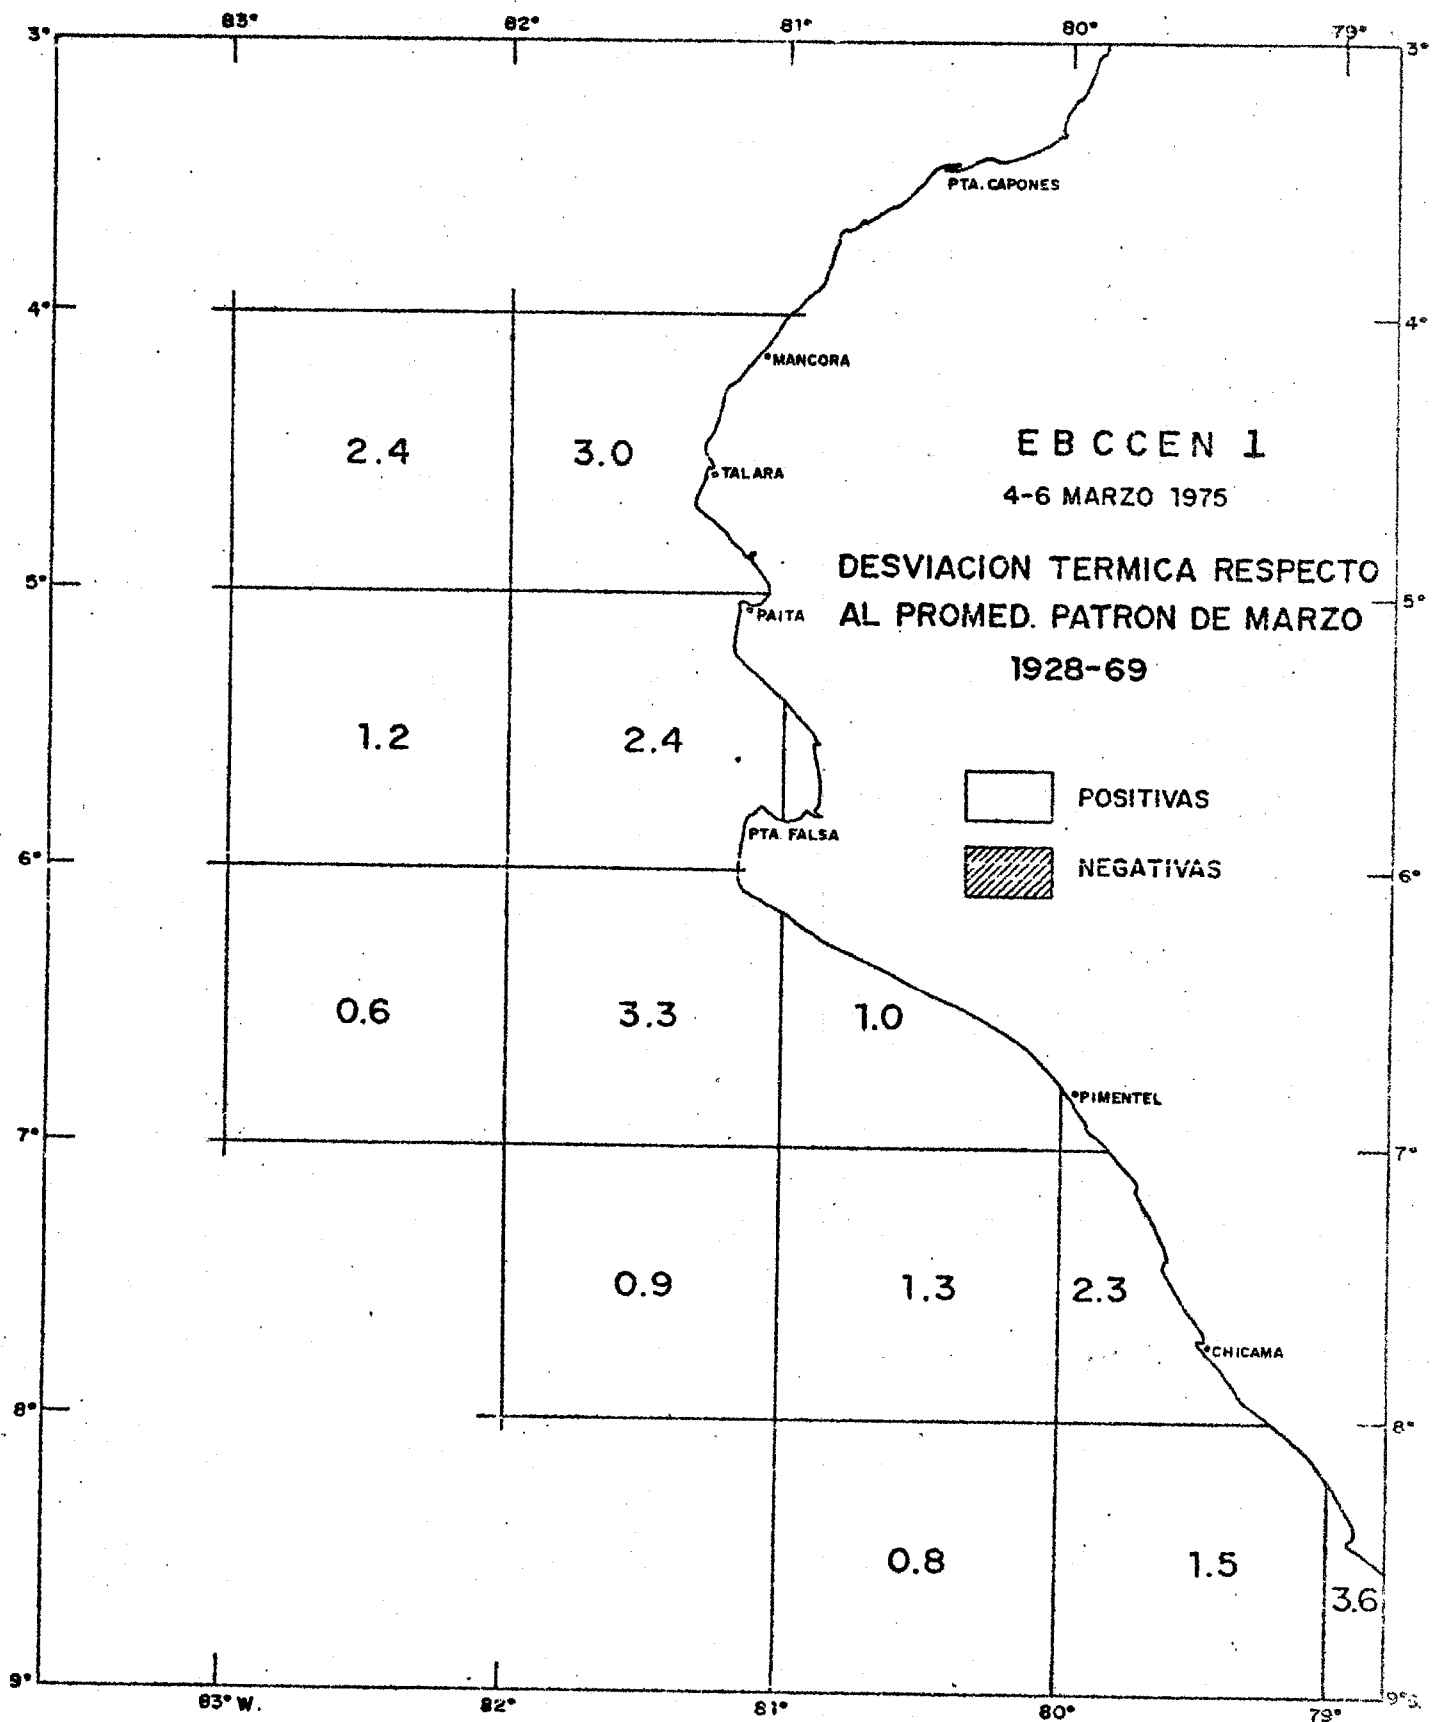 83° 82° 81° 80° 79°
3° 3°
PTA. CAPONES
4° 4°
MANCORA
EBCCEN 1
2.4 3.0
TALARA
4-6 MARZO 1975
DESVIACION TERMICA RESPECTO
5° 5°
PAITA
AL PROMED. PATRON DE MARZO
1928-69
1.2 2.4
POSITIVAS
PTA. FALSA
6° 6°
NEGATIVAS
0.6 3.3 1.0
PIMENTEL
7° 7°
0.9 1.3 2.3
CHICAMA
8° 8°
0.8 1.5
3.6
9° 9°S.
83° W. 82° 81° 80° 79°